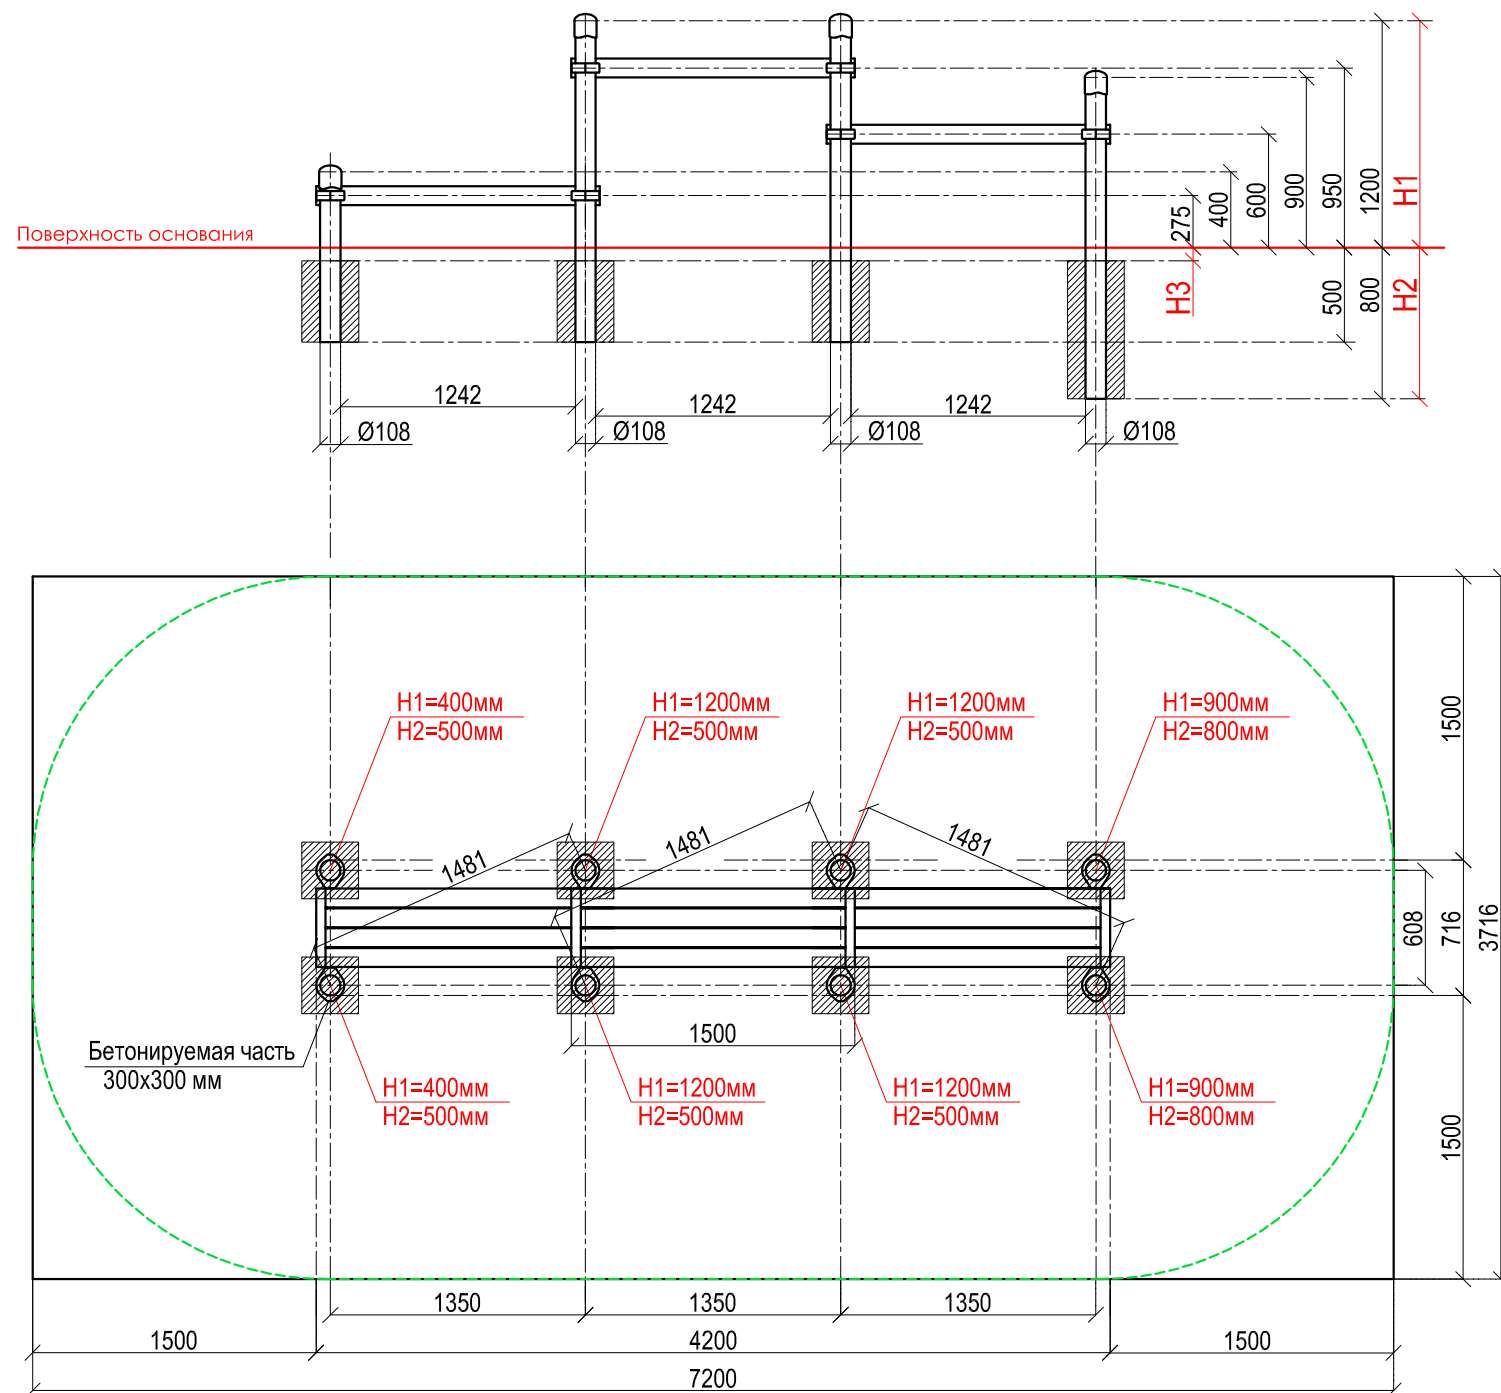 Поверхность основания
275
400
600
900
950
1200
H1
H3
500
800
H2
1242
1242
1242
Ø108
Ø108
Ø108
Ø108
H1=400мм
H2=500мм
H1=1200мм
H2=500мм
H1=1200мм
H2=500мм
H1=900мм
H2=800мм
1500
1481
1481
1481
608
716
3716
1500
Бетонируемая часть
300x300 мм
H1=400мм
H2=500мм
H1=1200мм
H2=500мм
H1=1200мм
H2=500мм
H1=900мм
H2=800мм
1500
1350
1350
1350
1500
4200
1500
7200